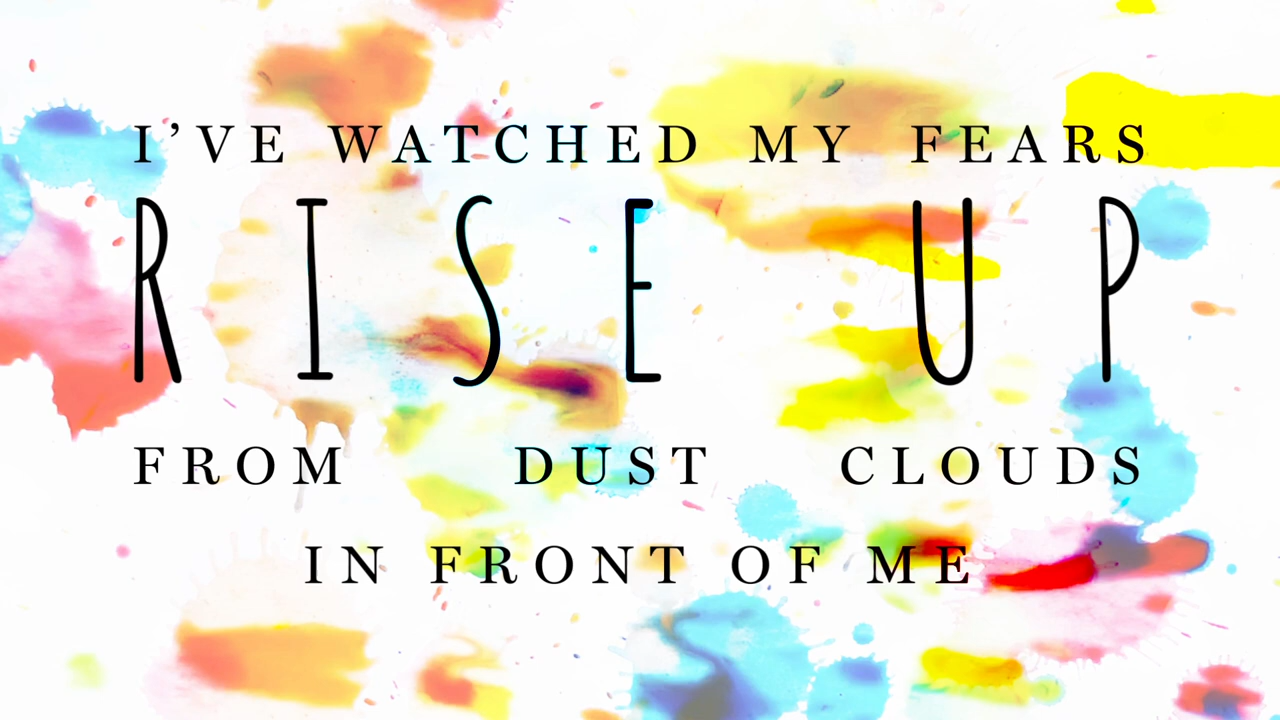 I'VE WATCHED MY FEARS
RISE UP
FROM DUST CLOUDS
IN FRONT OF ME